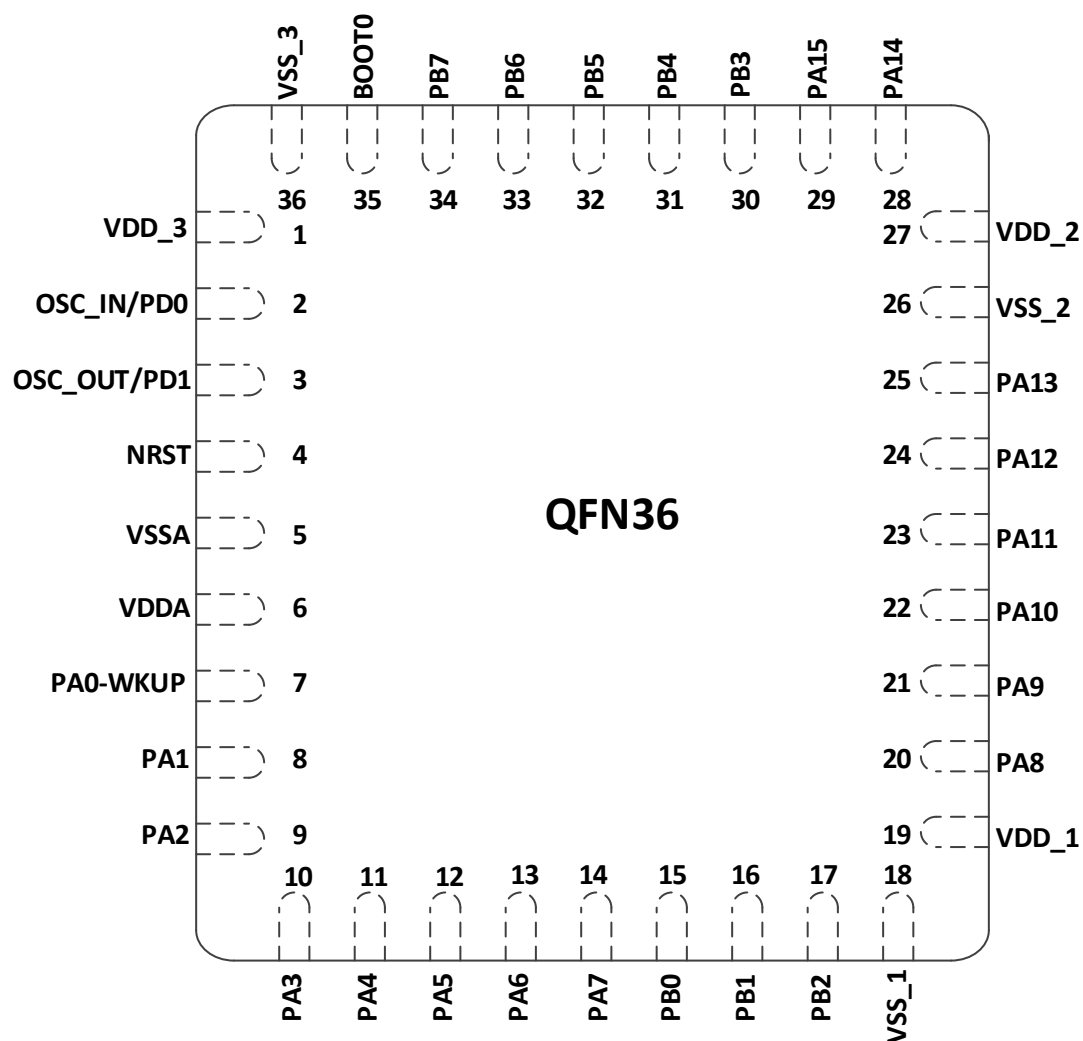 VSS_3 BOOT0 PB7 PB6 PB5 PB4 PB3 PA15 PA14
36 35 34 33 32 31 30 29 28
VDD_3 1 27 VDD_2
OSC_IN/PD0 2 26 VSS_2
OSC_OUT/PD1 3 25 PA13
NRST 4 24 PA12
QFN36
VSSA 5 23 PA11
VDDA 6 22 PA10
PA0-WKUP 7 21 PA9
PA1 8 20 PA8
PA2 9 19 VDD_1
10 11 12 13 14 15 16 17 18
PA3 PA4 PA5 PA6 PA7 PB0 PB1 PB2 VSS_1